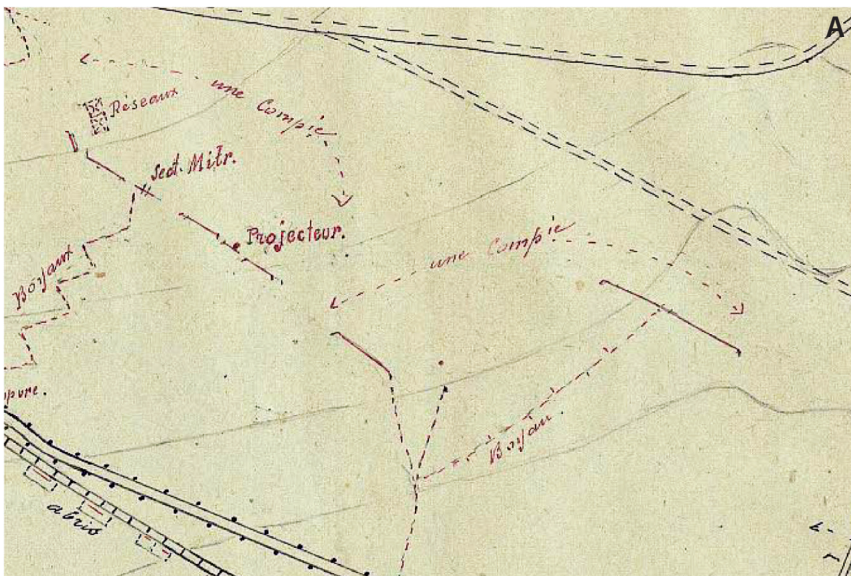 A
une Compie
Réseaux
Sect. Mitr.
Projecteur.
une Compie
Boyaux
Boyau.
abris